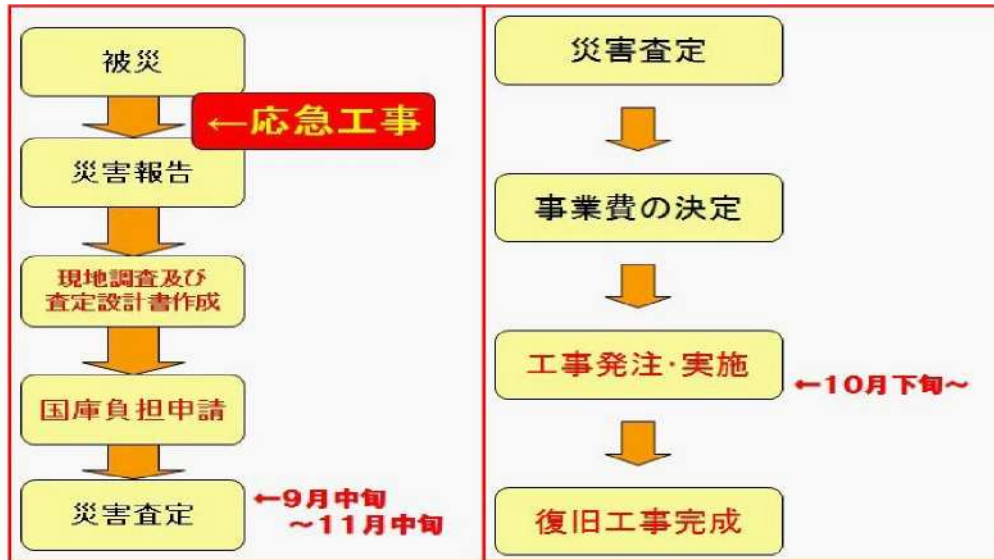 被災
←応急工事
災害報告
現地調査及び
査定設計書作成
国庫負担申請
災害査定
←9月中旬
～11月中旬
災害査定
事業費の決定
工事発注・実施
←10月下旬～
復旧工事完成